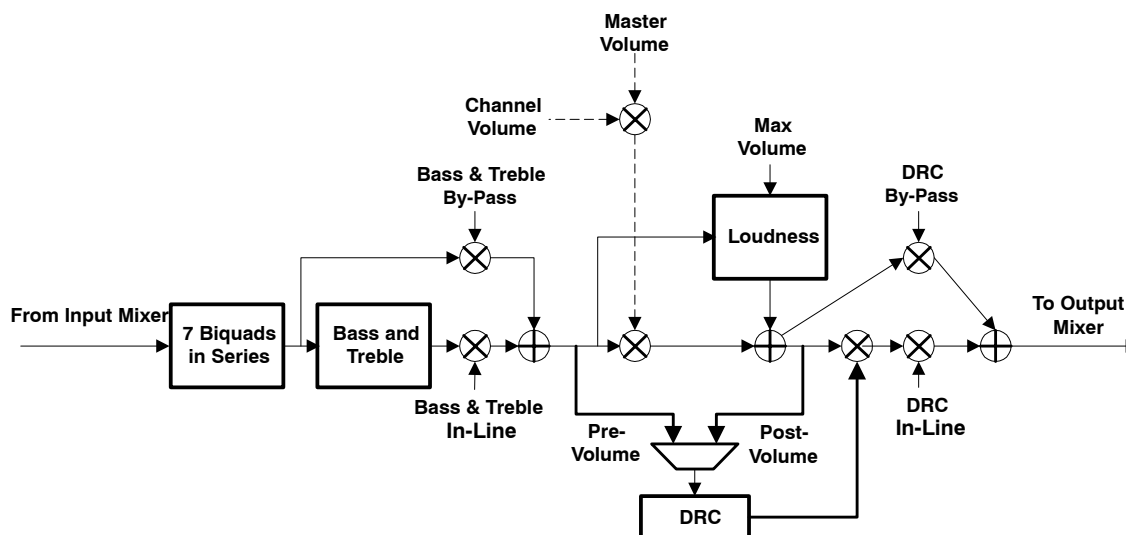 Master
Volume
Channel
Volume
Max
Volume
Bass & Treble
By-Pass
DRC
By-Pass
Loudness
From Input Mixer
7 Biquads
in Series
Bass and
Treble
To Output
Mixer
Bass & Treble
In-Line
Pre-
Volume
Post-
Volume
DRC
In-Line
DRC